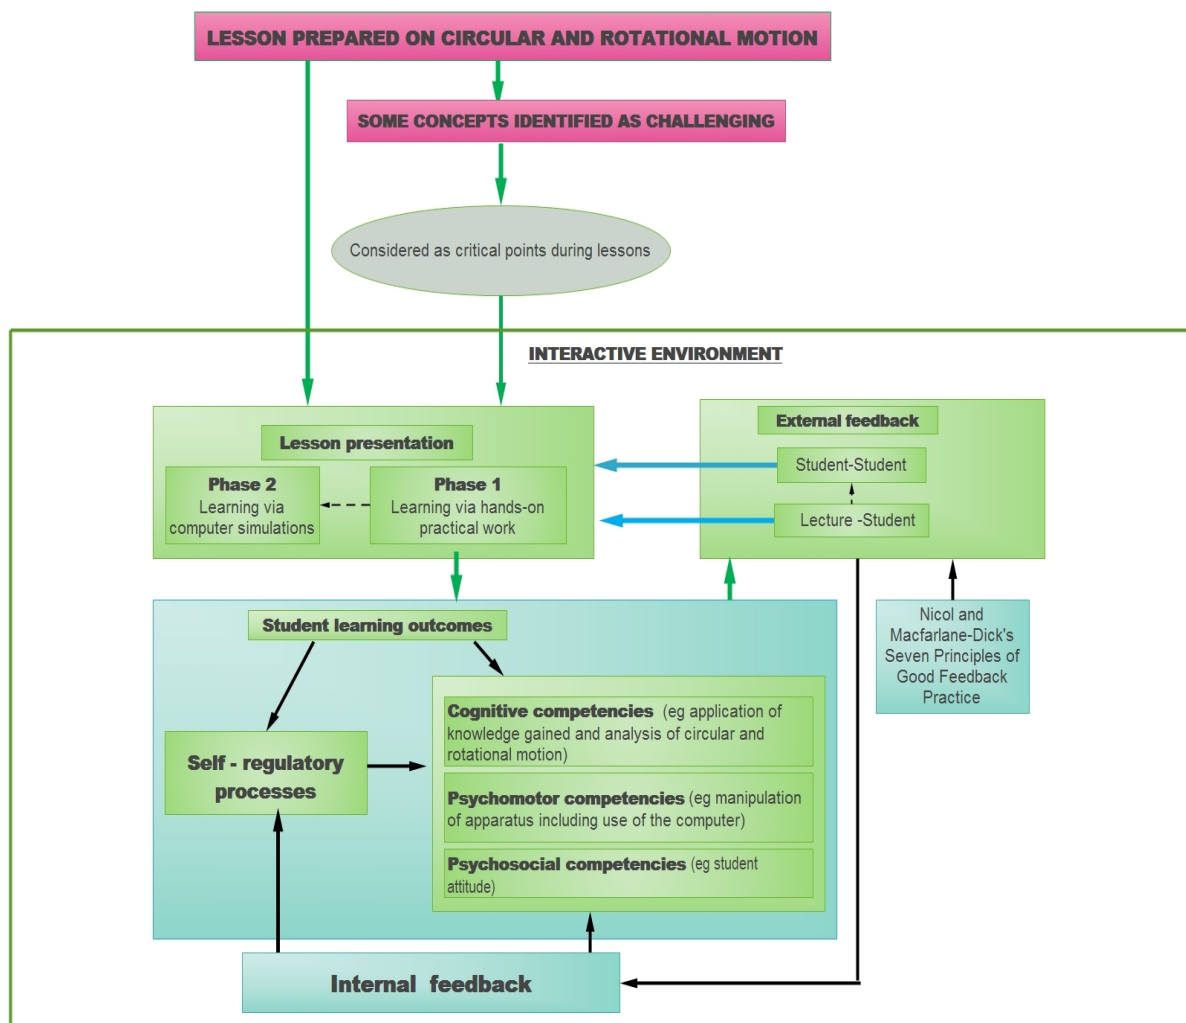 LESSON PREPARED ON CIRCULAR AND ROTATIONAL MOTION
SOME CONCEPTS IDENTIFIED AS CHALLENGING
Considered as critical points during lessons
INTERACTIVE ENVIRONMENT
Lesson presentation
Phase 2
Learning via
computer simulations
Phase 1
Learning via hands-on
practical work
External feedback
Student-Student
Lecture -Student
Nicol and
Macfarlane-Dick's
Seven Principles of
Good Feedback
Practice
Student learning outcomes
Self - regulatory
processes
Cognitive competencies (eg application of
knowledge gained and analysis of circular and
rotational motion)
Psychomotor competencies (eg manipulation
of apparatus including use of the computer)
Psychosocial competencies (eg student
attitude)
Internal feedback